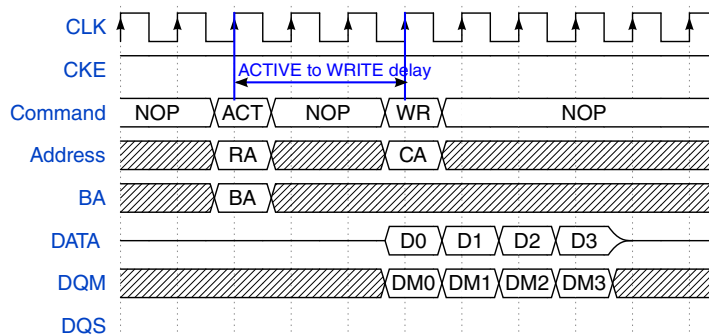 CLK
ACTIVE to WRITE delay
CKE
Command NOP ACT NOP WR NOP
Address RA CA
BA BA
DATA D0 D1 D2 D3
DQM DM0 DM1 DM2 DM3
DQS